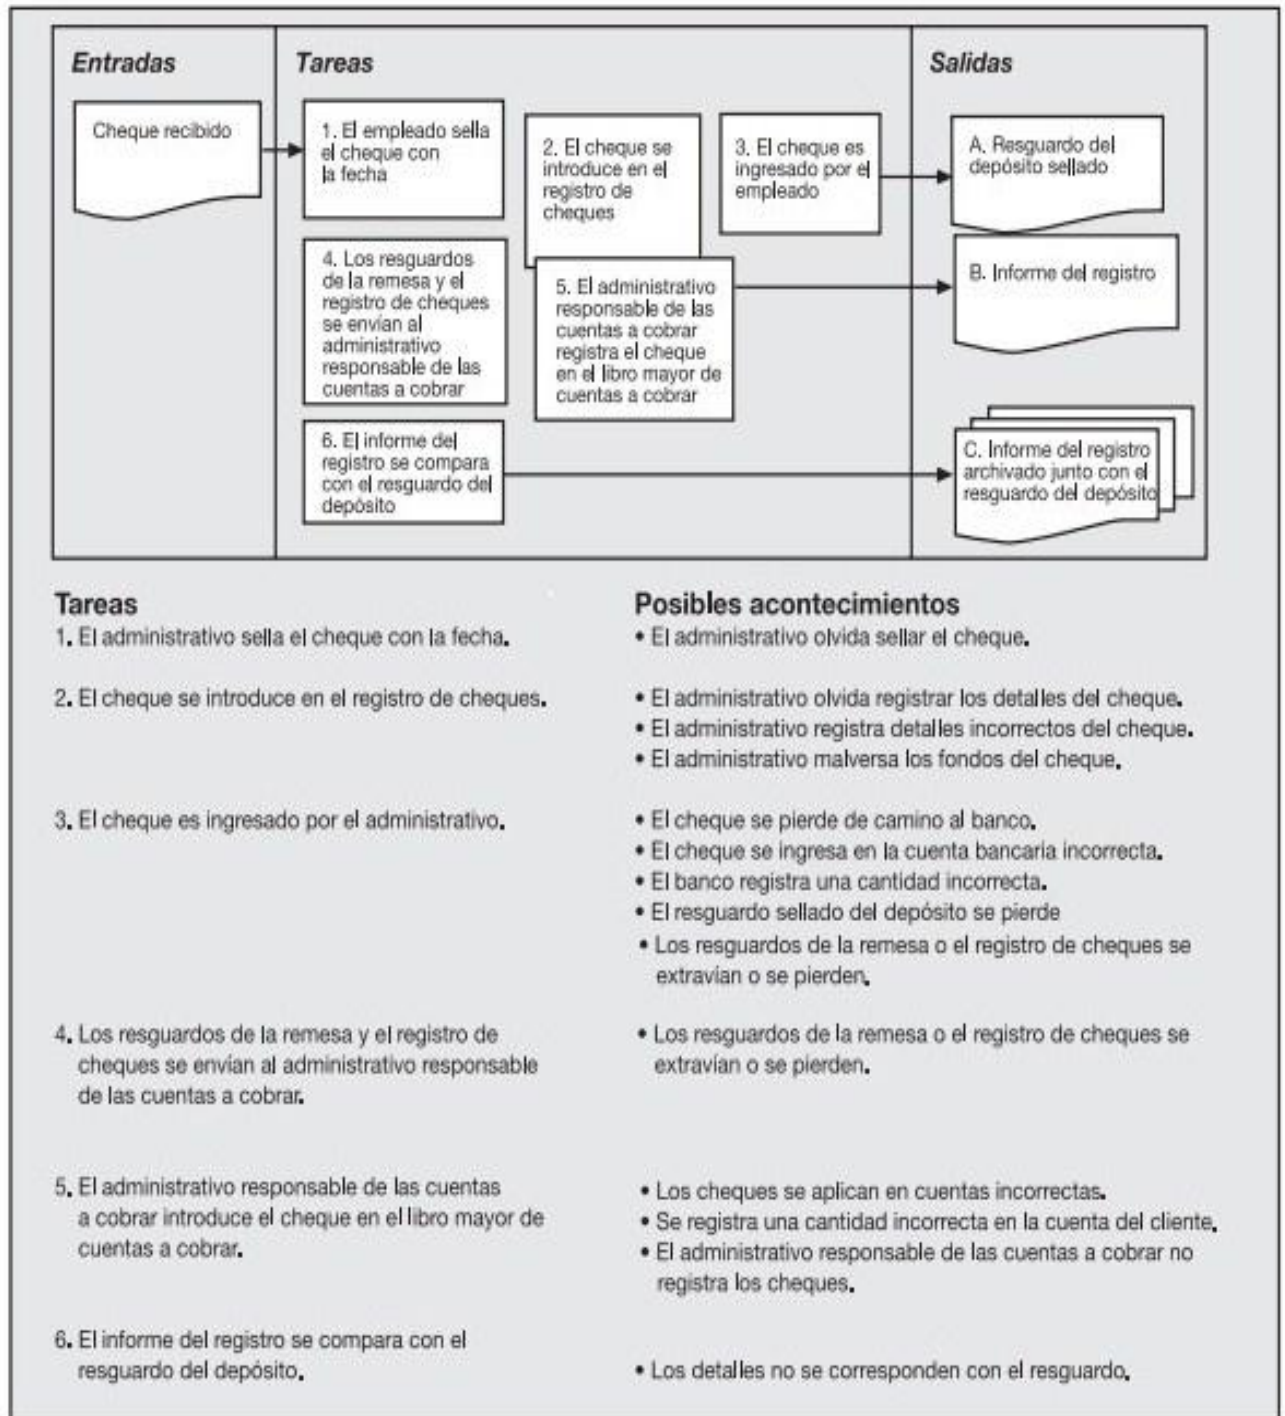 Entradas
Tareas
Salidas
Cheque recibido
1. El empleado sella
el cheque con
la fecha
2. El cheque se
introduce en el
registro de
cheques
3. El cheque es
ingresado por el
empleado
A. Resguardo del
depósito sellado
4. Los resguardos
de la remesa y el
registro de cheques
se envían al
administrativo
responsable de las
cuentas a cobrar
5. El administrativo
responsable de las
cuentas a cobrar
registra el cheque
en el libro mayor de
cuentas a cobrar
B. Informe del registro
6. El informe del
registro se compara
con el resguardo del
depósito
C. Informe del registro
archivado junto con el
resguardo del depósito
Tareas
Posibles acontecimientos
1. El administrativo sella el cheque con la fecha.
• El administrativo olvida sellar el cheque.
2. El cheque se introduce en el registro de cheques.
• El administrativo olvida registrar los detalles del cheque.
• El administrativo registra detalles incorrectos del cheque.
• El administrativo malversa los fondos del cheque.
3. El cheque es ingresado por el administrativo.
• El cheque se pierde de camino al banco.
• El cheque se ingresa en la cuenta bancaria incorrecta.
• El banco registra una cantidad incorrecta.
• El resguardo sellado del depósito se pierde
• Los resguardos de la remesa o el registro de cheques se
extravían o se pierden.
4. Los resguardos de la remesa y el registro de
cheques se envían al administrativo responsable
de las cuentas a cobrar.
• Los resguardos de la remesa o el registro de cheques se
extravían o se pierden.
5. El administrativo responsable de las cuentas
a cobrar introduce el cheque en el libro mayor de
cuentas a cobrar.
• Los cheques se aplican en cuentas incorrectas.
• Se registra una cantidad incorrecta en la cuenta del cliente.
• El administrativo responsable de las cuentas a cobrar no
registra los cheques.
6. El informe del registro se compara con el
resguardo del depósito.
• Los detalles no se corresponden con el resguardo.